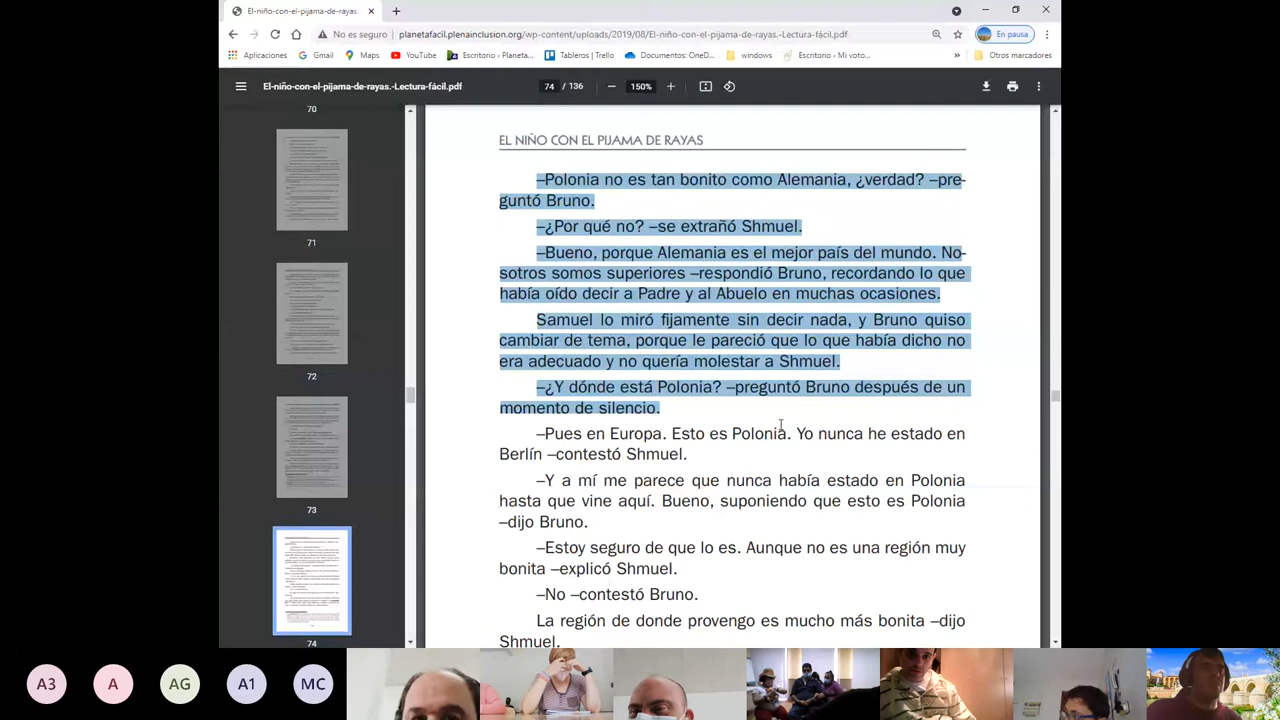 El-niño-con-el-pijama-de-rayas.
No es seguro planetafacil.plenainclusion.org/wp-content/uploads/2019/08/El-niño-con-el-pijama-de-rayas.-Lectura-fácil.pdf En pausa
Aplicaciones Gmail Maps YouTube Escritorio - Planeta... Tableros | Trello Documentos: OneD... windows Escritorio - Mi voto... » Otros marcadores
El-niño-con-el-pijama-de-rayas.-Lectura-fácil.pdf 74 / 136 150%
70
71
72
73
74
EL NIÑO CON EL PIJAMA DE RAYAS
–Polonia no es tan bonita como Alemania, ¿verdad? –pre-
guntó Bruno.
–¿Por qué no? –se extrañó Shmuel.
–Bueno, porque Alemania es el mejor país del mundo. No-
sotros somos superiores –respondió Bruno, recordando lo que
había oído decir a Padre y al Abuelo en muchas ocasiones.
Shmuel lo miró fijamente sin decir nada, y Bruno quiso
cambiar de tema, porque le pareció que lo que había dicho no
era adecuado y no quería molestar a Shmuel.
–¿Y dónde está Polonia? –preguntó Bruno después de un
momento de silencio.
–Pues en Europa. Esto es Polonia. Yo nunca he estado en
Berlín –contestó Shmuel.
–Y a mí me parece que nunca había estado en Polonia
hasta que vine aquí. Bueno, suponiendo que esto es Polonia
–dijo Bruno.
–Estoy seguro de que lo es, aunque no es una región muy
bonita –explicó Shmuel.
–No –contestó Bruno.
La región de donde provengo es mucho más bonita –dijo
Shmuel.
A3 A AG A1 MC